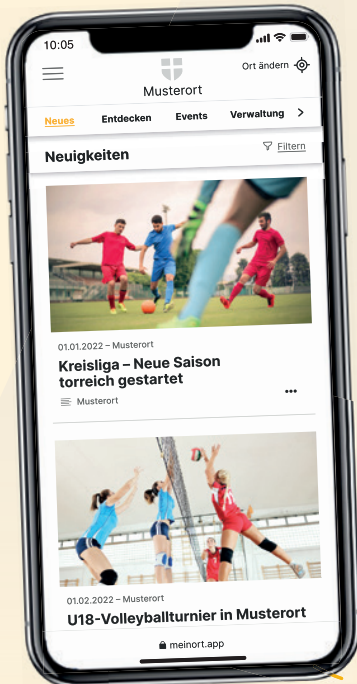 10:05
Ort ändern
Musterort
Neues Entdecken Events Verwaltung >
Neuigkeiten Filtern
01.01.2022 – Musterort
Kreisliga – Neue Saison
torreich gestartet
Musterort
01.02.2022 – Musterort
U18-Volleyballturnier in Musterort
meinort.app